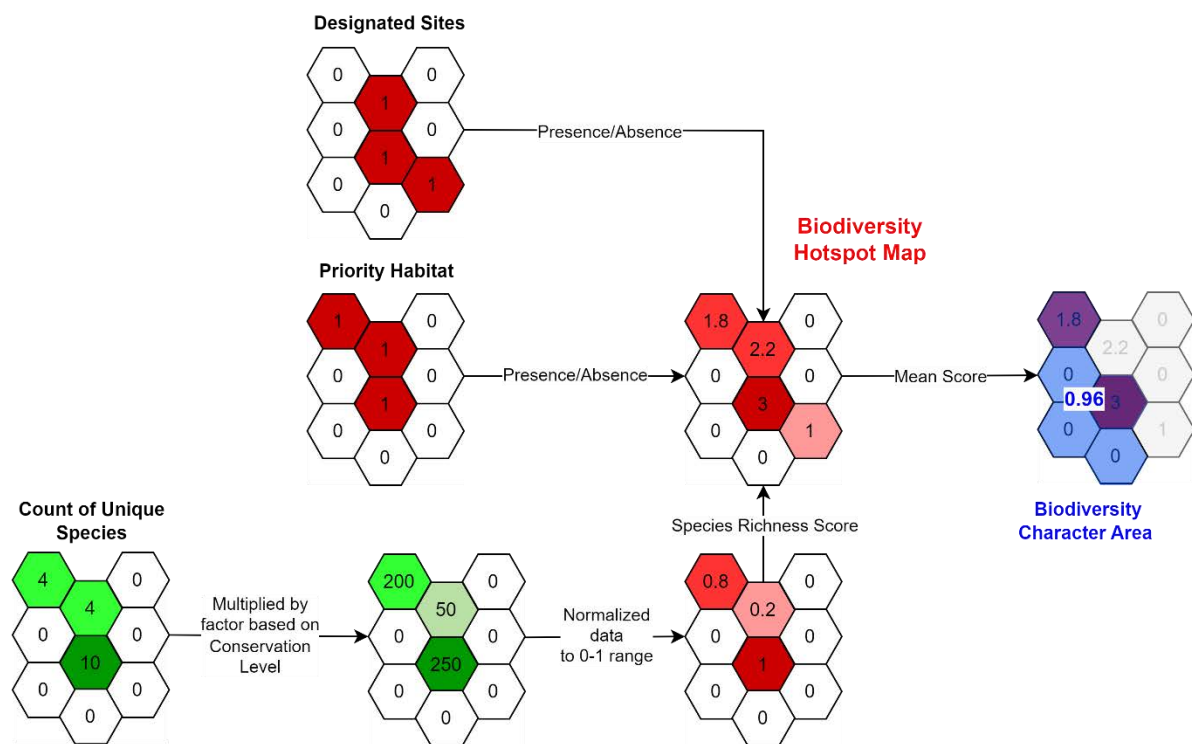 Designated Sites
0 0
1
0 0
1
0 1
0
Presence/Absence
Priority Habitat
1 0
1
0 0
1
0 0
0
Presence/Absence
Biodiversity
Hotspot Map
1.8 0
2.2
0 0
3
0 1
0
Mean Score
1.8 0
2.2
0 0
0.96 3
0 1
0
Biodiversity
Character Area
Count of Unique
Species
4 0
4
0 0
10
0 0
0
Multiplied by
factor based on
Conservation
Level
200 0
50
0 0
250
0 0
0
Normalized
data
to 0-1 range
Species Richness Score
0.8 0
0.2
0 0
1
0 0
0